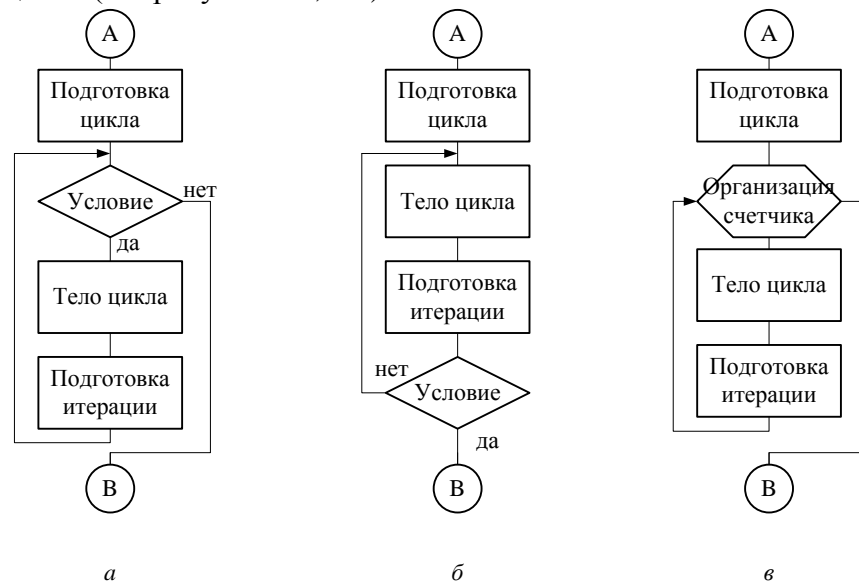 А
Подготовка
цикла
Условие
нет
да
Тело цикла
Подготовка
итерации
В
а
А
Подготовка
цикла
Тело цикла
Подготовка
итерации
нет
Условие
да
В
б
А
Подготовка
цикла
Организация
счетчика
Тело цикла
Подготовка
итерации
В
в